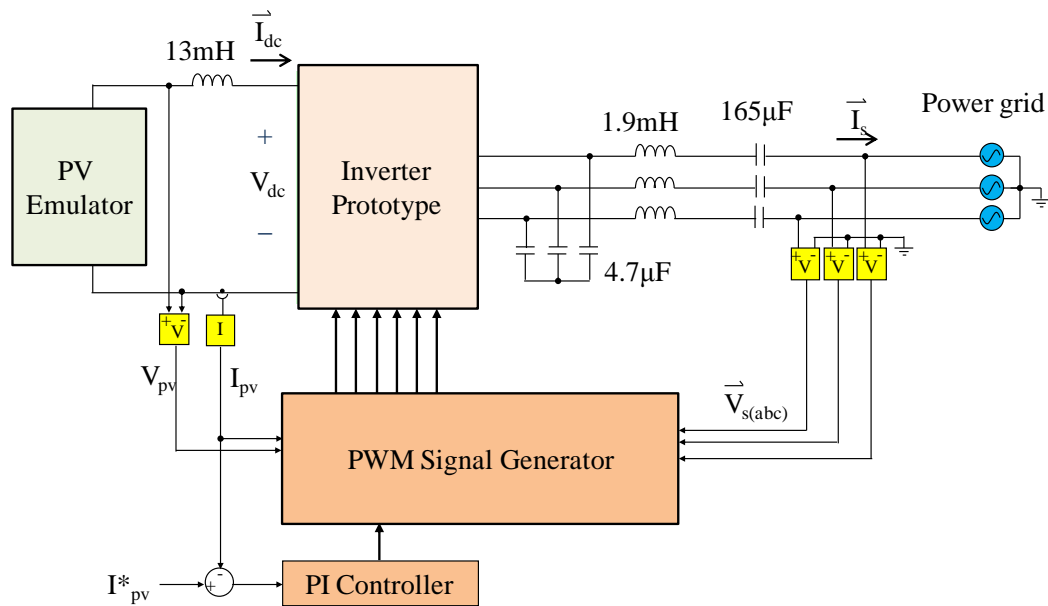 I_dc
13mH
PV
Emulator
+
V_dc
−
Inverter
Prototype
1.9mH
165μF
I_s
Power grid
4.7μF
+V-
I
+V-
+V-
+V-
V_pv
I_pv
V_s(abc)
PWM Signal Generator
I*_pv
-
+
PI Controller